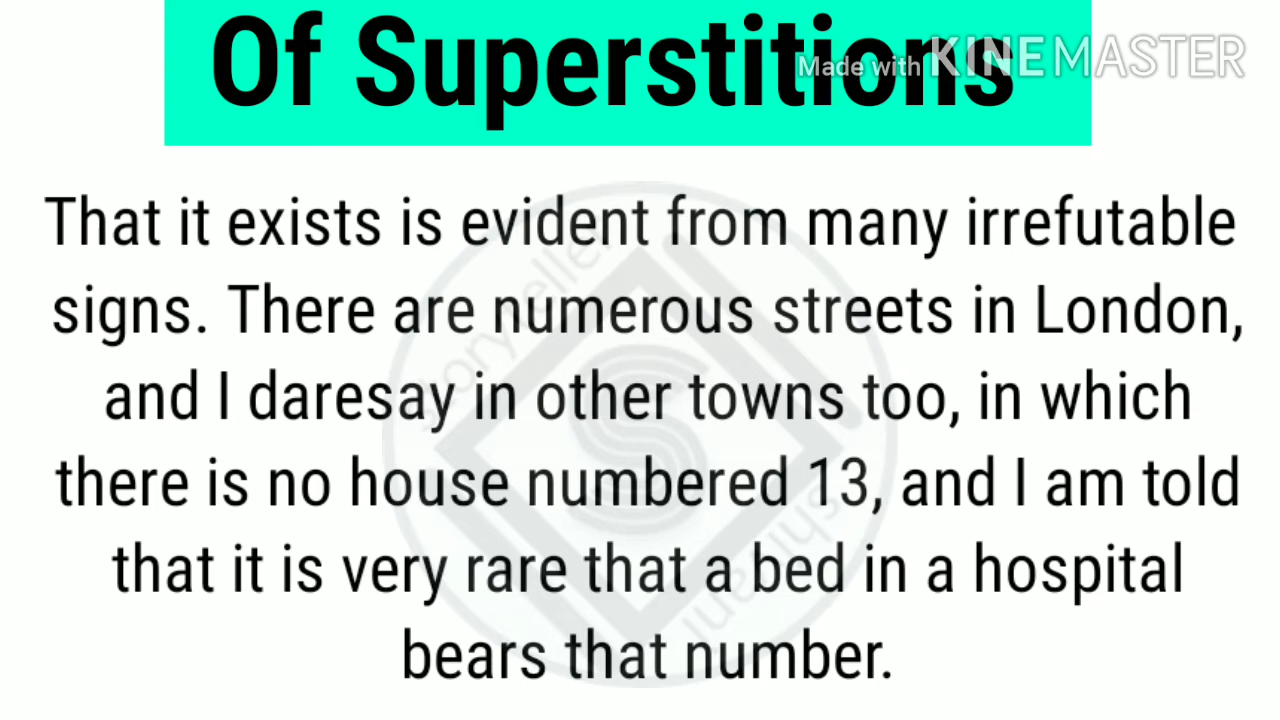 Of Superstitions
Made with KINEMASTER
That it exists is evident from many irrefutable
signs. There are numerous streets in London,
and I daresay in other towns too, in which
there is no house numbered 13, and I am told
that it is very rare that a bed in a hospital
bears that number.